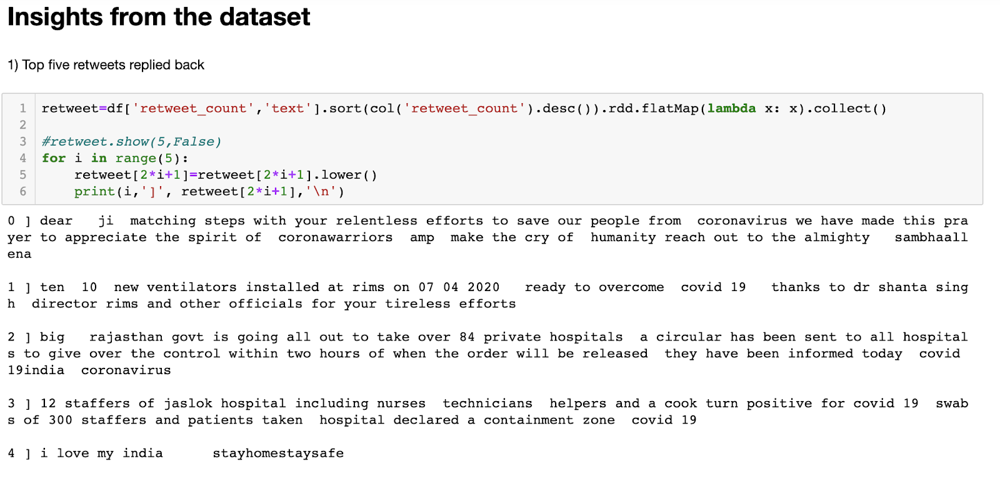 Insights from the dataset
1) Top five retweets replied back
1 retweet=df['retweet_count','text'].sort(col('retweet_count').desc()).rdd.flatMap(lambda x: x).collect()
2
3 #retweet.show(5,False)
4 for i in range(5):
5     retweet[2*i+1]=retweet[2*i+1].lower()
6     print(i,']', retweet[2*i+1],'\n')
0 ] dear   ji  matching steps with your relentless efforts to save our people from  coronavirus we have made this pra
yer to appreciate the spirit of  coronawarriors  amp  make the cry of  humanity reach out to the almighty   sambhaall
ena
1 ] ten  10  new ventilators installed at rims on 07 04 2020   ready to overcome  covid 19   thanks to dr shanta sing
h  director rims and other officials for your tireless efforts
2 ] big   rajasthan govt is going all out to take over 84 private hospitals  a circular has been sent to all hospital
s to give over the control within two hours of when the order will be released  they have been informed today  covid
19india  coronavirus
3 ] 12 staffers of jaslok hospital including nurses  technicians  helpers and a cook turn positive for covid 19  swab
s of 300 staffers and patients taken  hospital declared a containment zone  covid 19
4 ] i love my india      stayhomestaysafe